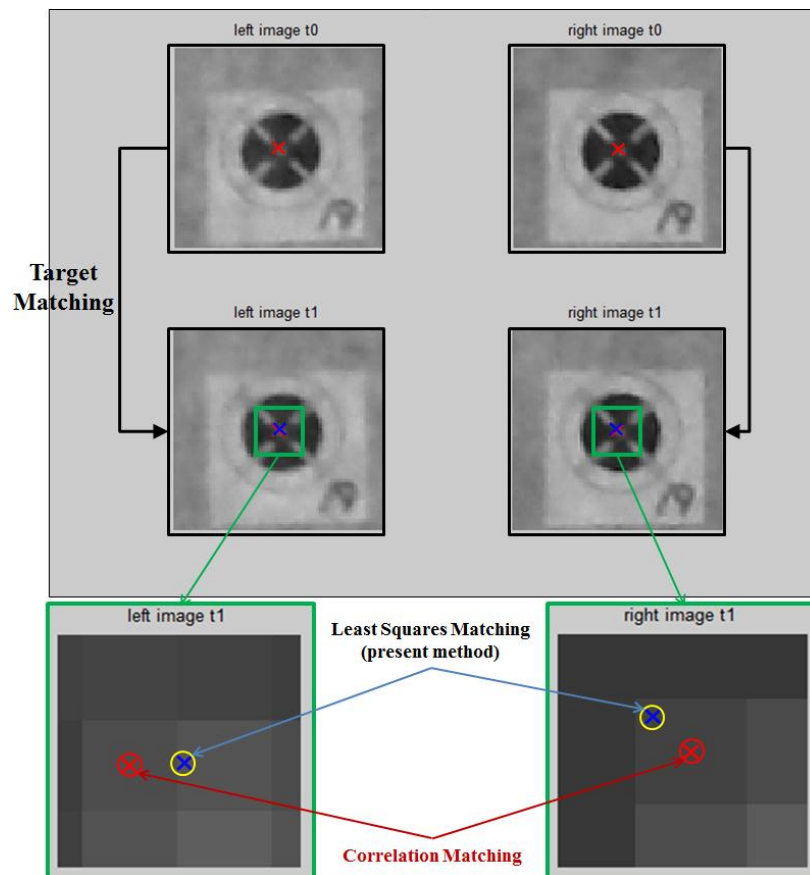 left image t0
right image t0
Target
Matching
left image t1
right image t1
left image t1
right image t1
Least Squares Matching
(present method)
Correlation Matching